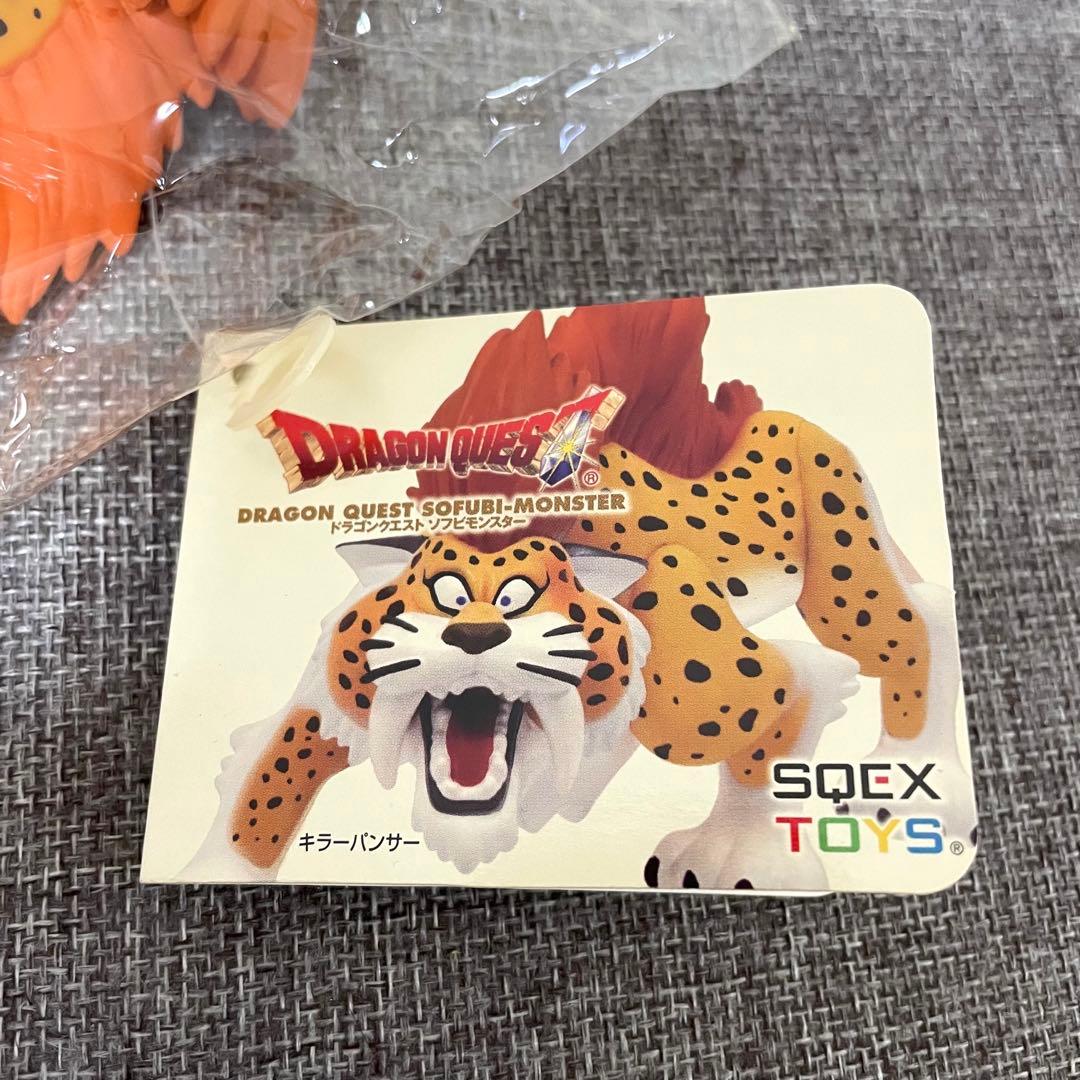 DRAGON QUEST®
DRAGON QUEST SOFUBI-MONSTER
ドラゴンクエスト ソフビモンスター
キラーパンサー
SQEX
TOYS®